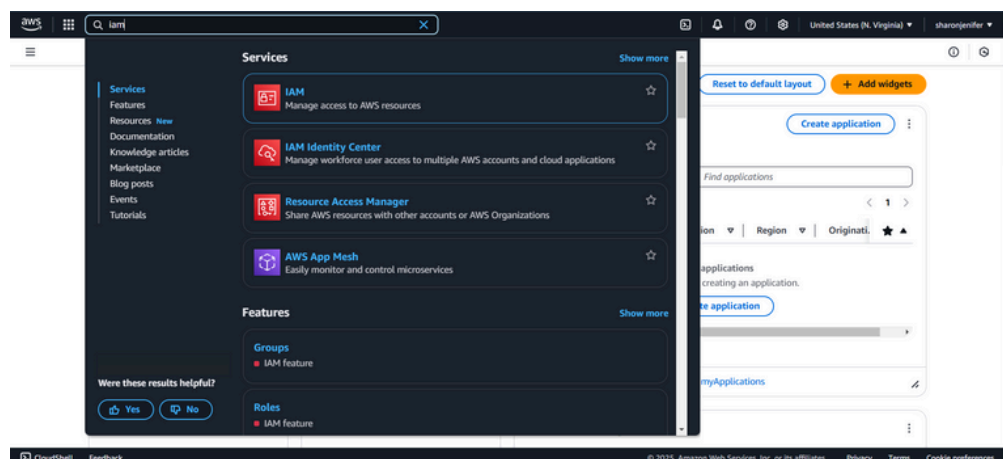 aws
iam
United States (N. Virginia)
sharonjenifer
Services
Features
Resources New
Documentation
Knowledge articles
Marketplace
Blog posts
Events
Tutorials
Were these results helpful?
Yes
No
Services
Show more
IAM
Manage access to AWS resources
IAM Identity Center
Manage workforce user access to multiple AWS accounts and cloud applications
Resource Access Manager
Share AWS resources with other accounts or AWS Organizations
AWS App Mesh
Easily monitor and control microservices
Features
Show more
Groups
IAM feature
Roles
IAM feature
Reset to default layout
+ Add widgets
Create application
Find applications
1
ion
Region
Originati.
applications
creating an application.
te application
myApplications
CloudShell
Feedback
© 2025, Amazon Web Services, Inc. or its affiliates.
Privacy
Terms
Cookie preferences